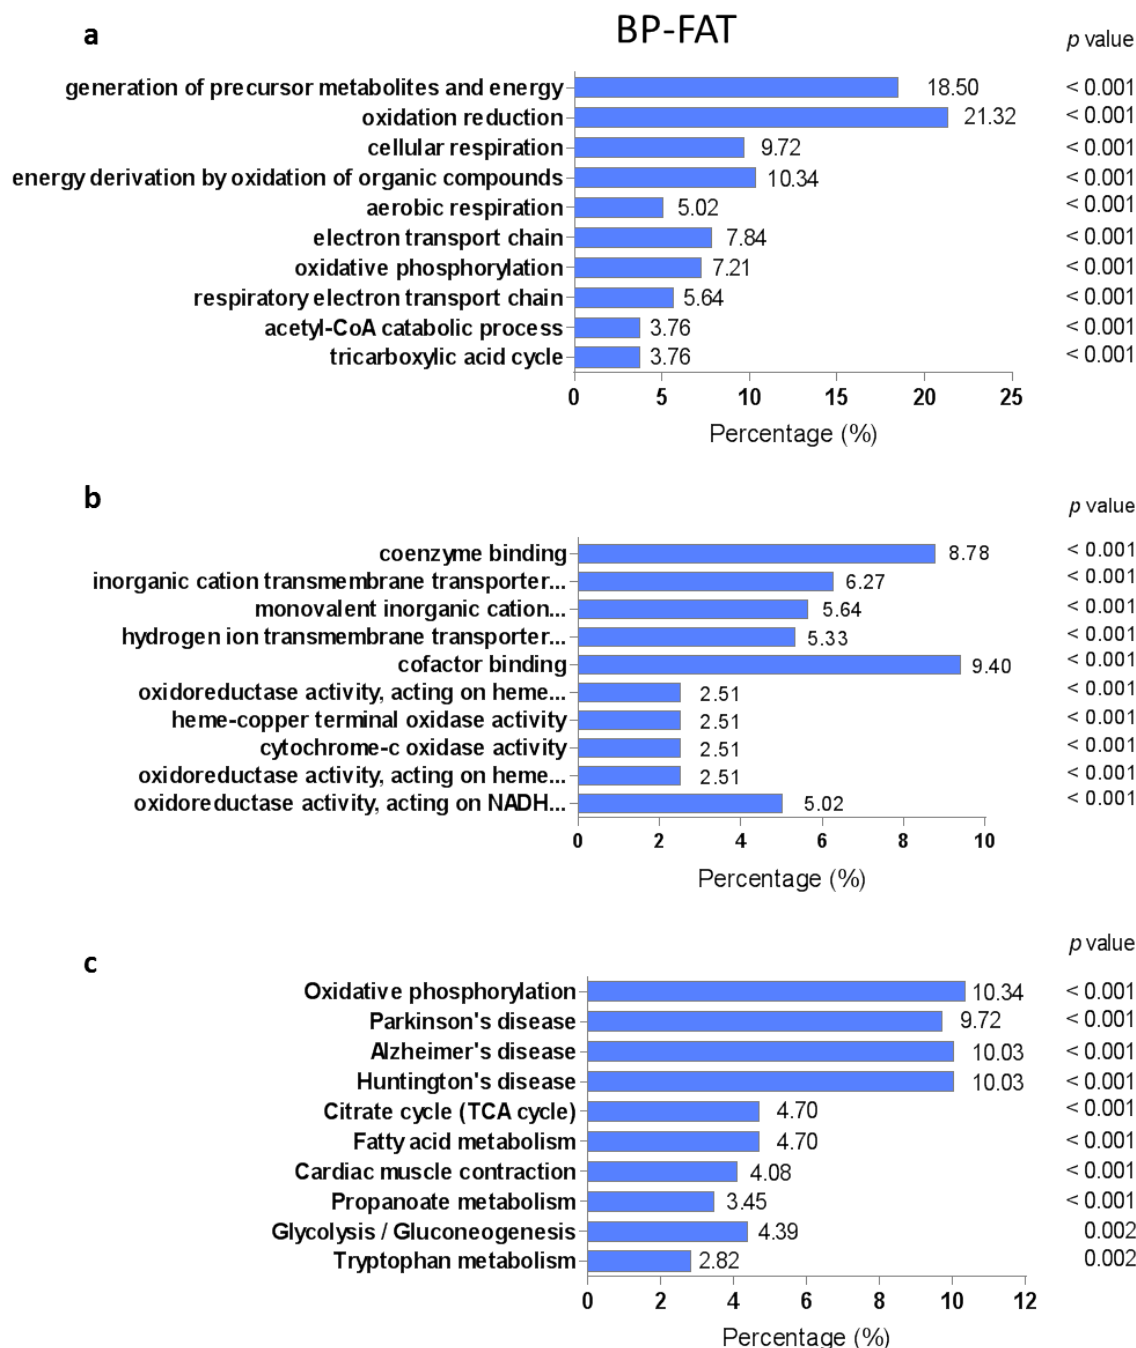 a
BP-FAT
p value
generation of precursor metabolites and energy 18.50 < 0.001
oxidation reduction 21.32 < 0.001
cellular respiration 9.72 < 0.001
energy derivation by oxidation of organic compounds 10.34 < 0.001
aerobic respiration 5.02 < 0.001
electron transport chain 7.84 < 0.001
oxidative phosphorylation 7.21 < 0.001
respiratory electron transport chain 5.64 < 0.001
acetyl-CoA catabolic process 3.76 < 0.001
tricarboxylic acid cycle 3.76 < 0.001
0 5 10 15 20 25
Percentage (%)
b
p value
coenzyme binding 8.78 < 0.001
inorganic cation transmembrane transporter... 6.27 < 0.001
monovalent inorganic cation... 5.64 < 0.001
hydrogen ion transmembrane transporter... 5.33 < 0.001
cofactor binding 9.40 < 0.001
oxidoreductase activity, acting on heme... 2.51 < 0.001
heme-copper terminal oxidase activity 2.51 < 0.001
cytochrome-c oxidase activity 2.51 < 0.001
oxidoreductase activity, acting on heme... 2.51 < 0.001
oxidoreductase activity, acting on NADH... 5.02 < 0.001
0 2 4 6 8 10
Percentage (%)
p value
c
Oxidative phosphorylation 10.34 < 0.001
Parkinson's disease 9.72 < 0.001
Alzheimer's disease 10.03 < 0.001
Huntington's disease 10.03 < 0.001
Citrate cycle (TCA cycle) 4.70 < 0.001
Fatty acid metabolism 4.70 < 0.001
Cardiac muscle contraction 4.08 < 0.001
Propanoate metabolism 3.45 < 0.001
Glycolysis / Gluconeogenesis 4.39 0.002
Tryptophan metabolism 2.82 0.002
0 2 4 6 8 10 12
Percentage (%)